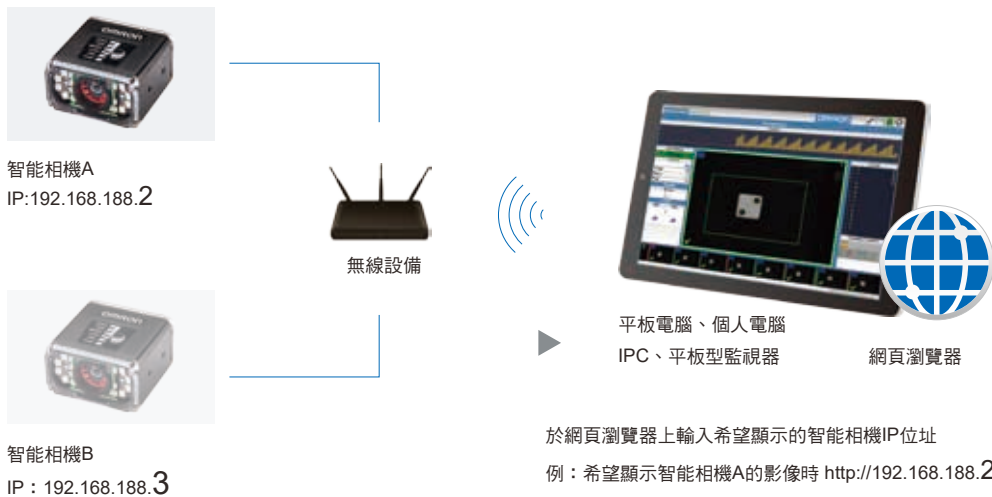 OMRON
智能相機A
IP:192.168.188.2
無線設備
OMRON
智能相機B
IP：192.168.188.3
平板電腦、個人電腦
IPC、平板型監視器
網頁瀏覽器
於網頁瀏覽器上輸入希望顯示的智能相機IP位址
例：希望顯示智能相機A的影像時 http://192.168.188.2